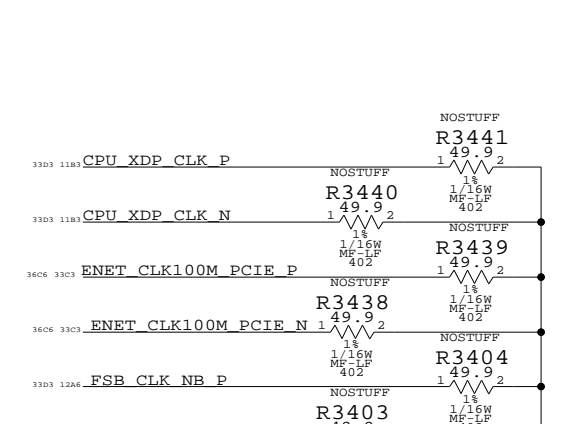 NOSTUFF
R3441
49.9
33D3 11B3 CPU_XDP_CLK_P 1 2
1%
1/16W
MF-LF
402
NOSTUFF
R3440
49.9
33D3 11B3 CPU_XDP_CLK_N 1 2
1%
1/16W
MF-LF
402
NOSTUFF
R3439
49.9
36C6 33C3 ENET_CLK100M_PCIE_P 1 2
1%
1/16W
MF-LF
402
NOSTUFF
R3438
49.9
36C6 33C3 ENET_CLK100M_PCIE_N 1 2
1%
1/16W
MF-LF
402
NOSTUFF
R3404
49.9
33D3 12A6 FSB_CLK_NB_P 1 2
1%
1/16W
MF-LF
NOSTUFF
R3403